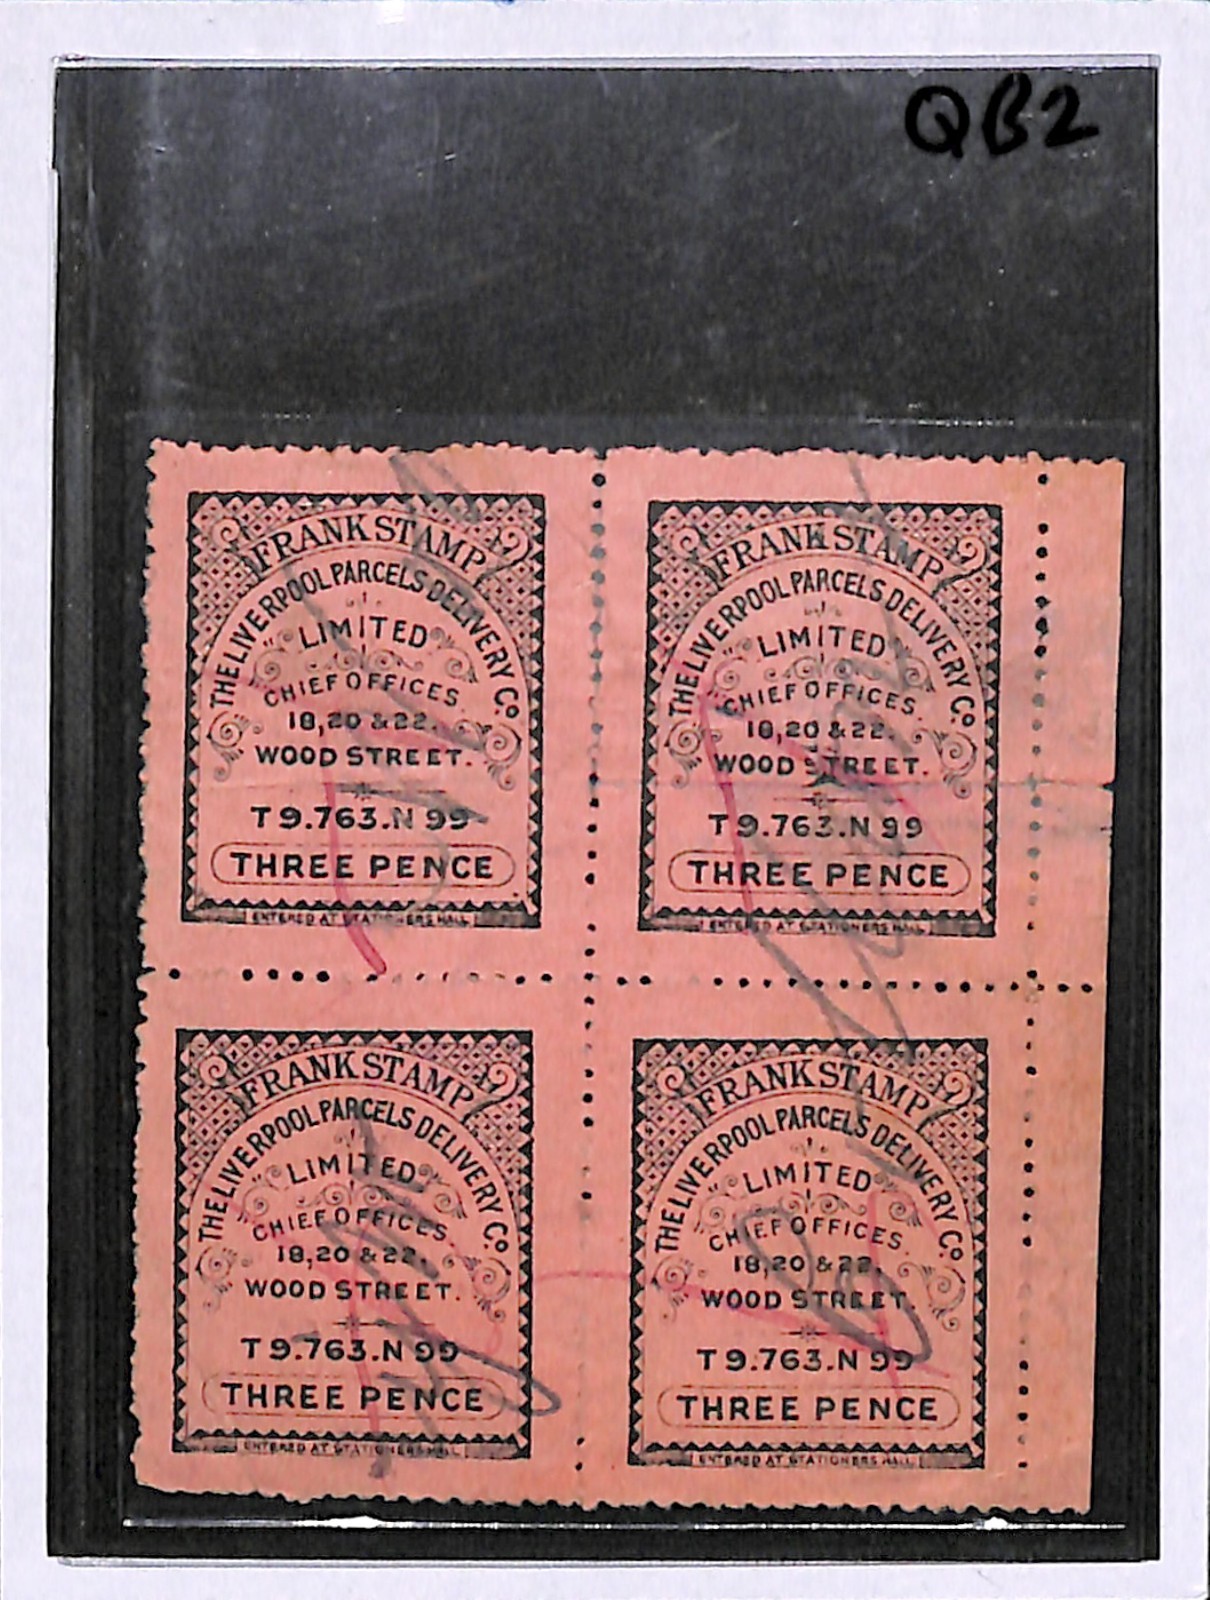 QB2
FRANK STAMP
THE LIVERPOOL PARCELS DELIVERY Co
LIMITED
CHIEF OFFICES.
18, 20 & 22.
WOOD STREET.
T 9.763.N 99
THREE PENCE
ENTERED AT STATIONERS HALL
FRANK STAMP
THE LIVERPOOL PARCELS DELIVERY Co
LIMITED
CHIEF OFFICES.
18, 20 & 22.
WOOD STREET.
T 9.763.N 99
THREE PENCE
ENTERED AT STATIONERS HALL
FRANK STAMP
THE LIVERPOOL PARCELS DELIVERY Co
LIMITED
CHIEF OFFICES.
18, 20 & 22.
WOOD STREET.
T 9.763.N 99
THREE PENCE
ENTERED AT STATIONERS HALL
FRANK STAMP
THE LIVERPOOL PARCELS DELIVERY Co
LIMITED
CHIEF OFFICES.
18, 20 & 22.
WOOD STREET.
T 9.763.N 99
THREE PENCE
ENTERED AT STATIONERS HALL